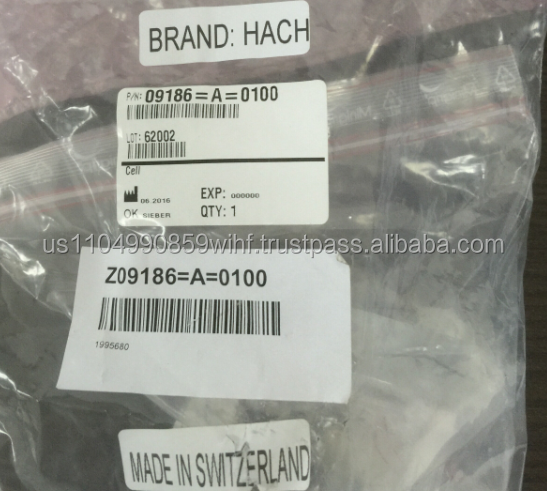 BRAND: HACH
P/N: 09186=A=0100
LOT: 62002
Cell
06.2016 EXP: 000000
OK SIEBER QTY: 1
us1104990859wihf.trustpass.alibaba.com
Z09186=A=0100
1995680
MADE IN SWITZERLAND